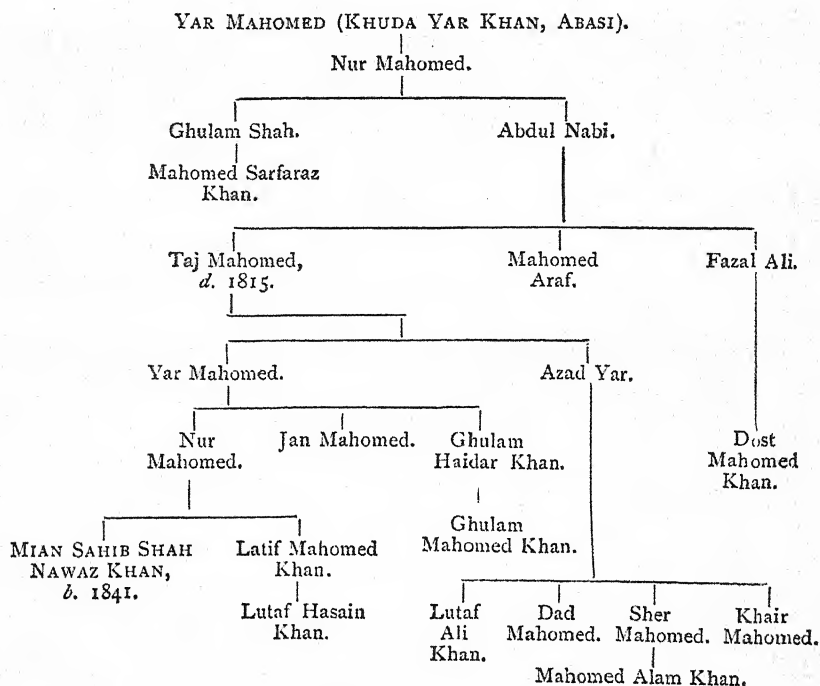 YAR MAHOMED (KHUDA YAR KHAN, ABASI).
Nur Mahomed.
Ghulam Shah. Abdul Nabi.
Mahomed Sarfaraz
Khan.
Taj Mahomed,
d. 1815.
Mahomed
Araf.
Fazal Ali.
Yar Mahomed. Azad Yar.
Nur
Mahomed.
Jan Mahomed.
Ghulam
Haidar Khan.
Dost
Mahomed
Khan.
Ghulam
Mahomed Khan.
MIAN SAHIB SHAH
NAWAZ KHAN,
b. 1841.
Latif Mahomed
Khan.
Lutaf Hasain
Khan.
Lutaf
Ali
Khan.
Dad
Mahomed.
Sher
Mahomed.
Khair
Mahomed.
Mahomed Alam Khan.